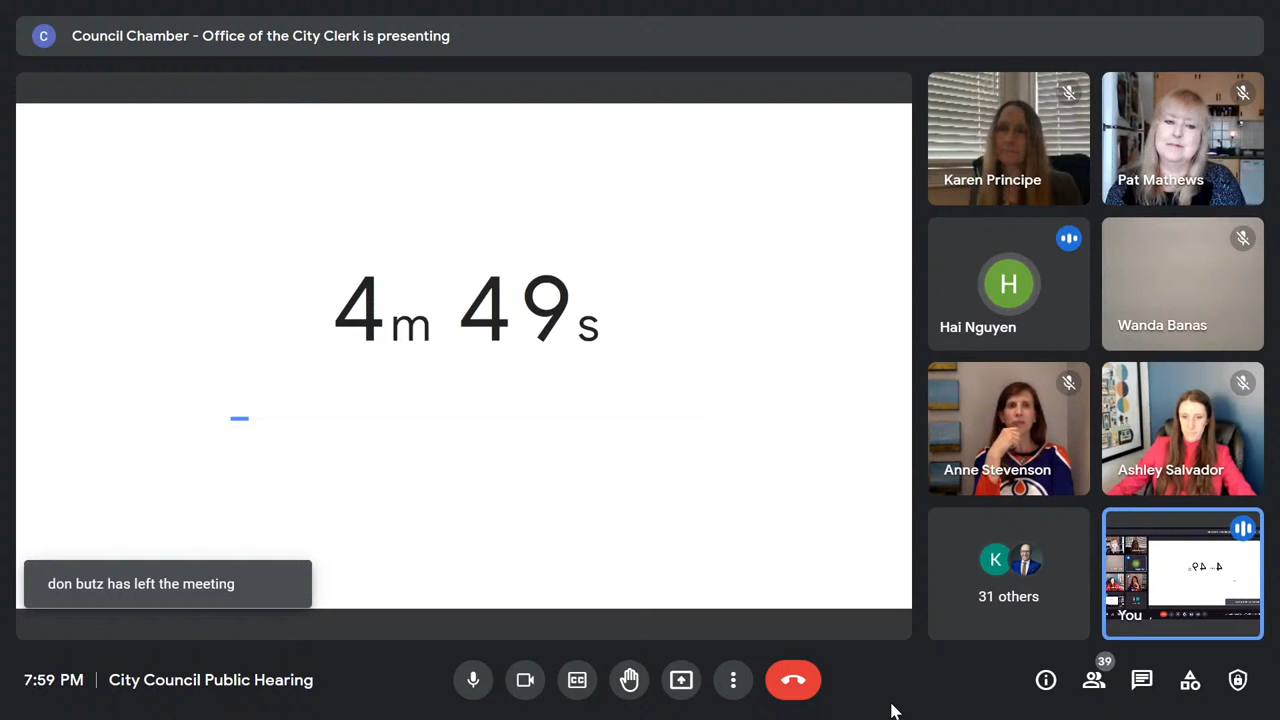 C
Council Chamber - Office of the City Clerk is presenting
4m 49s
don butz has left the meeting
Karen Principe
Pat Mathews
H
Hai Nguyen
Wanda Banas
Anne Stevenson
Ashley Salvador
K
31 others
You
7:59 PM | City Council Public Hearing
CC
39